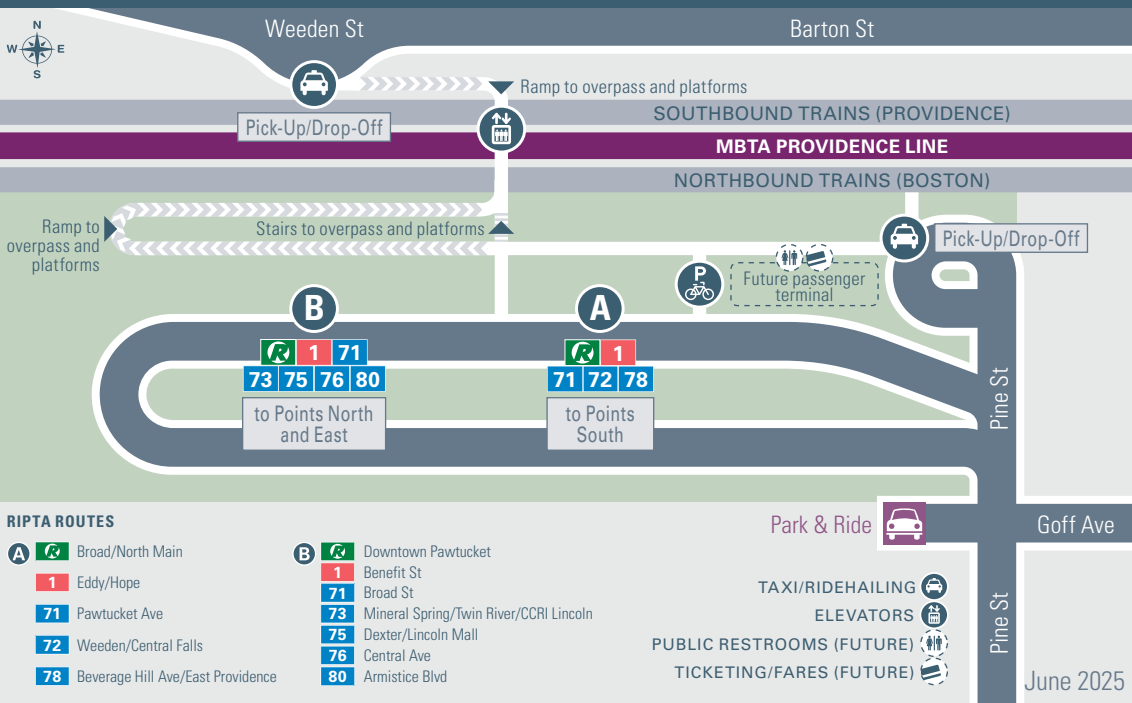 Weeden St
Barton St
N
W E
S
Ramp to overpass and platforms
SOUTHBOUND TRAINS (PROVIDENCE)
Pick-Up/Drop-Off
MBTA PROVIDENCE LINE
NORTHBOUND TRAINS (BOSTON)
Ramp to
overpass and
platforms
Stairs to overpass and platforms
Pick-Up/Drop-Off
P
Future passenger
terminal
B
A
R 1 71
73 75 76 80
to Points North
and East
R 1
71 72 78
to Points
South
Pine St
Park & Ride
Goff Ave
RIPTA ROUTES
A
R Broad/North Main
1 Eddy/Hope
71 Pawtucket Ave
72 Weeden/Central Falls
78 Beverage Hill Ave/East Providence
B
R Downtown Pawtucket
1 Benefit St
71 Broad St
73 Mineral Spring/Twin River/CCRI Lincoln
75 Dexter/Lincoln Mall
76 Central Ave
80 Armistice Blvd
TAXI/RIDEHAILING
ELEVATORS
PUBLIC RESTROOMS (FUTURE)
TICKETING/FARES (FUTURE)
Pine St
June 2025